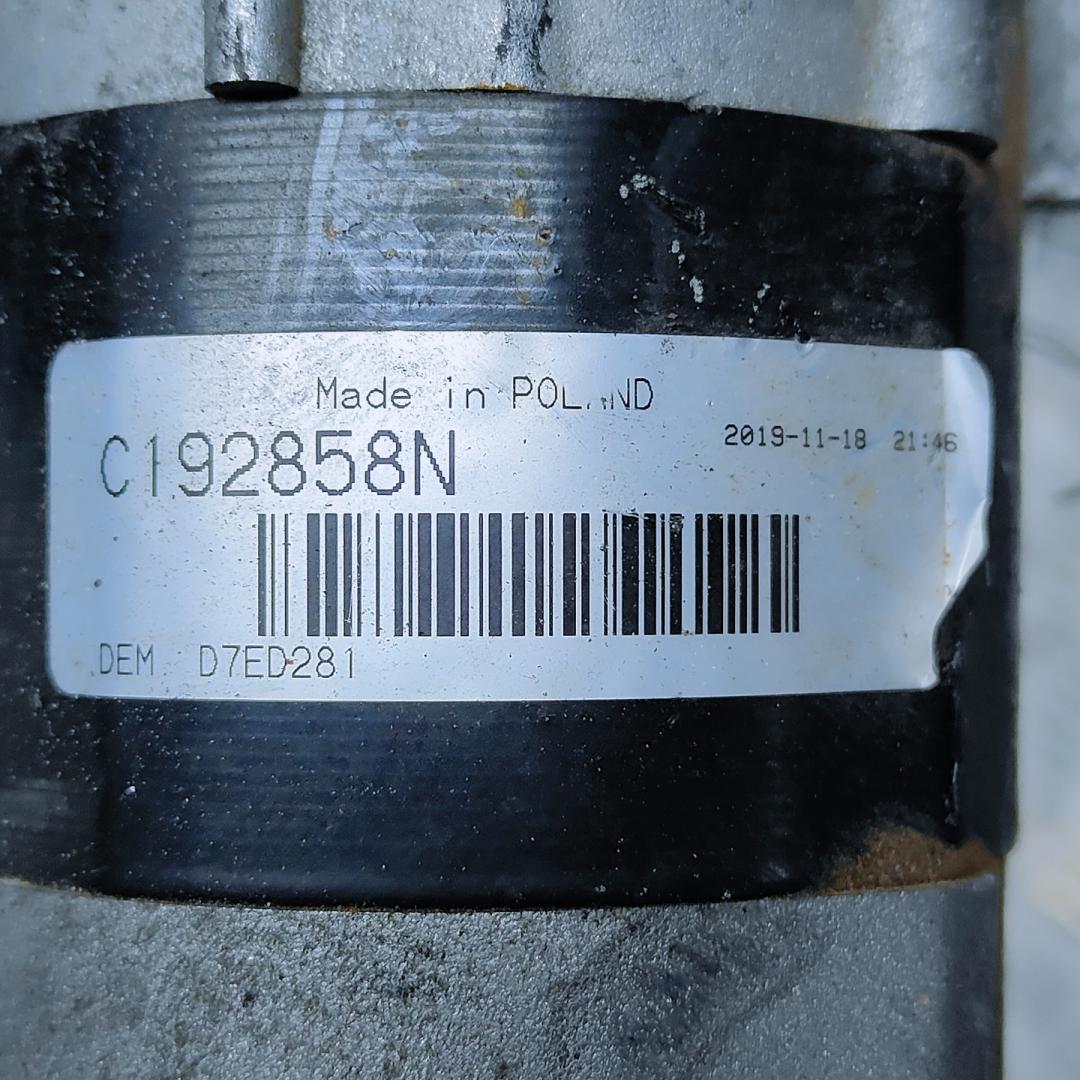 Made in POLAND
C192858N
2019-11-18 21:46
DEM D7ED281